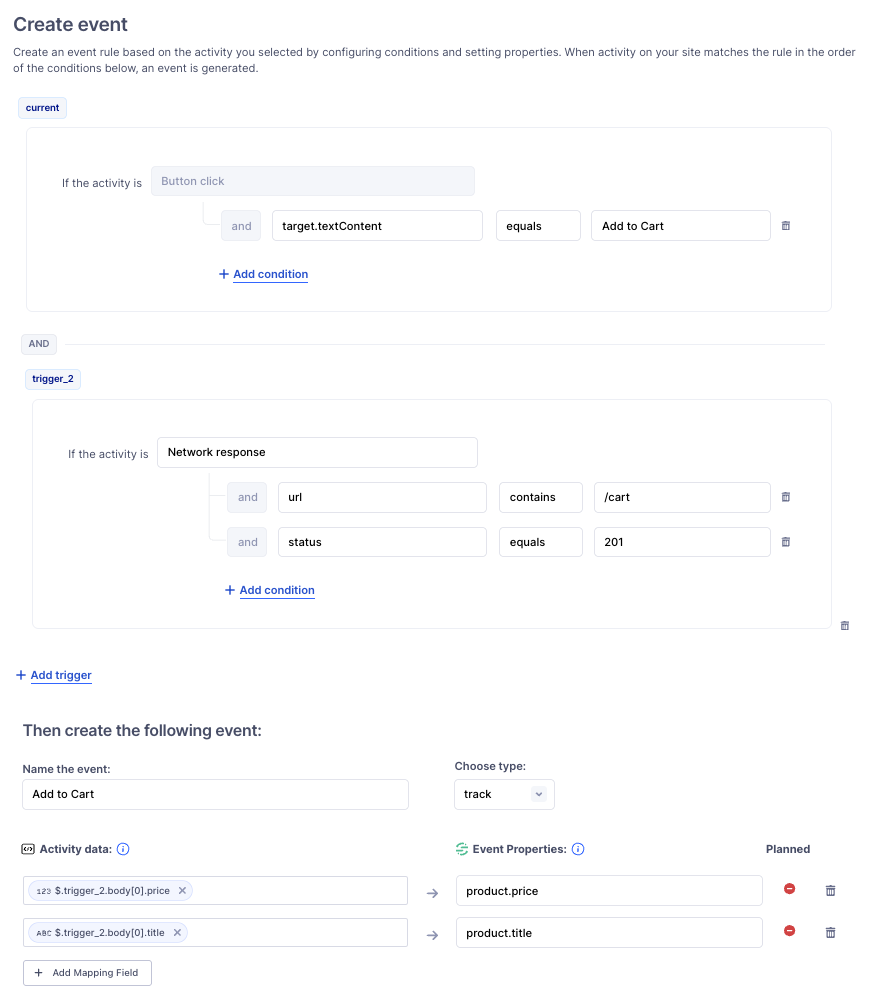 Create event
Create an event rule based on the activity you selected by configuring conditions and setting properties. When activity on your site matches the rule in the order
of the conditions below, an event is generated.
current
If the activity is Button click
and target.textContent equals Add to Cart
+ Add condition
AND
trigger_2
If the activity is Network response
and url contains /cart
and status equals 201
+ Add condition
+ Add trigger
Then create the following event:
Name the event: Choose type:
Add to Cart track
Activity data: Event Properties: Planned
123 $.trigger_2.body[0].price × → product.price
ABC $.trigger_2.body[0].title × → product.title
+ Add Mapping Field